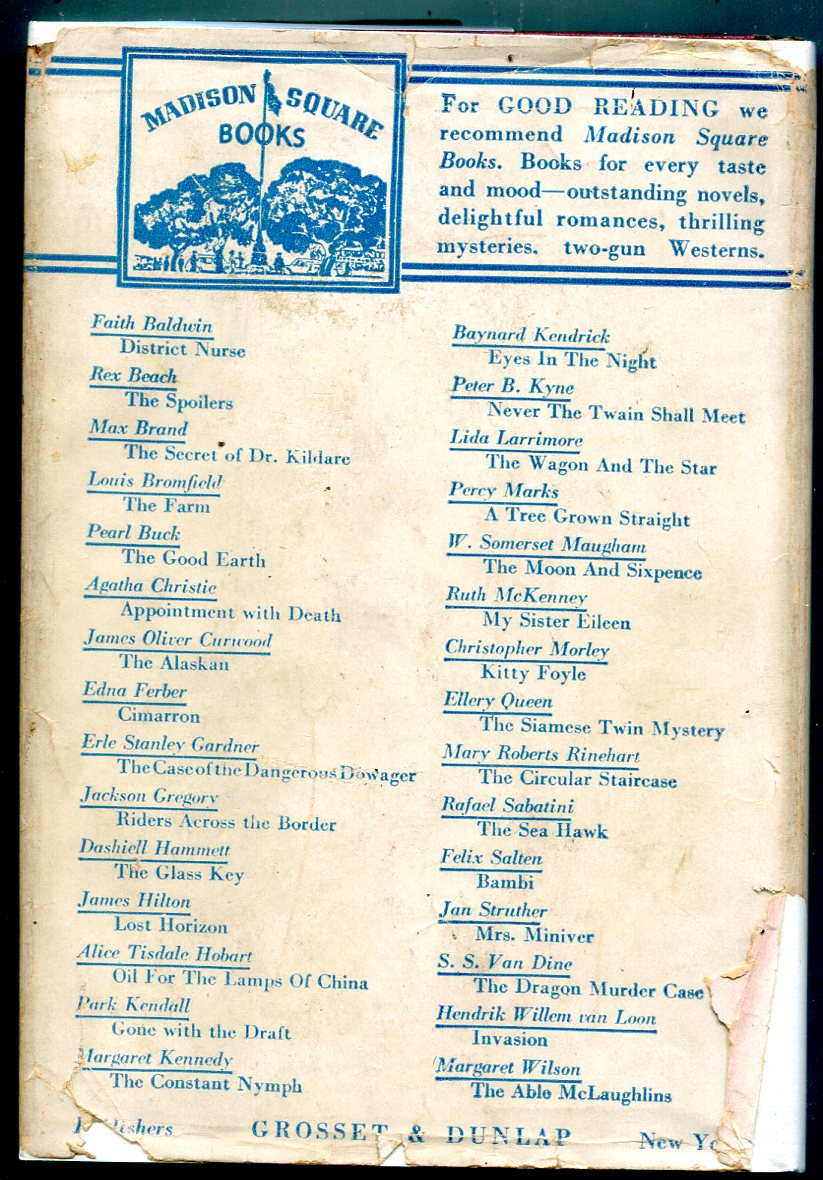 MADISON SQUARE
BOOKS
For GOOD READING we
recommend Madison Square
Books. Books for every taste
and mood—outstanding novels,
delightful romances, thrilling
mysteries. two-gun Westerns.
Faith Baldwin
District Nurse
Rex Beach
The Spoilers
Max Brand
The Secret of Dr. Kildare
Louis Bromfield
The Farm
Pearl Buck
The Good Earth
Agatha Christie
Appointment with Death
James Oliver Curwood
The Alaskan
Edna Ferber
Cimarron
Erle Stanley Gardner
The Case of the Dangerous Dowager
Jackson Gregory
Riders Across the Border
Dashiell Hammett
The Glass Key
James Hilton
Lost Horizon
Alice Tisdale Hobart
Oil For The Lamps Of China
Park Kendall
Gone with the Draft
Margaret Kennedy
The Constant Nymph
Baynard Kendrick
Eyes In The Night
Peter B. Kyne
Never The Twain Shall Meet
Lida Larrimore
The Wagon And The Star
Percy Marks
A Tree Grown Straight
W. Somerset Maugham
The Moon And Sixpence
Ruth McKenney
My Sister Eileen
Christopher Morley
Kitty Foyle
Ellery Queen
The Siamese Twin Mystery
Mary Roberts Rinehart
The Circular Staircase
Rafael Sabatini
The Sea Hawk
Felix Salten
Bambi
Jan Struther
Mrs. Miniver
S. S. Van Dine
The Dragon Murder Case
Hendrik Willem van Loon
Invasion
Margaret Wilson
The Able McLaughlins
GROSSET & DUNLAP New